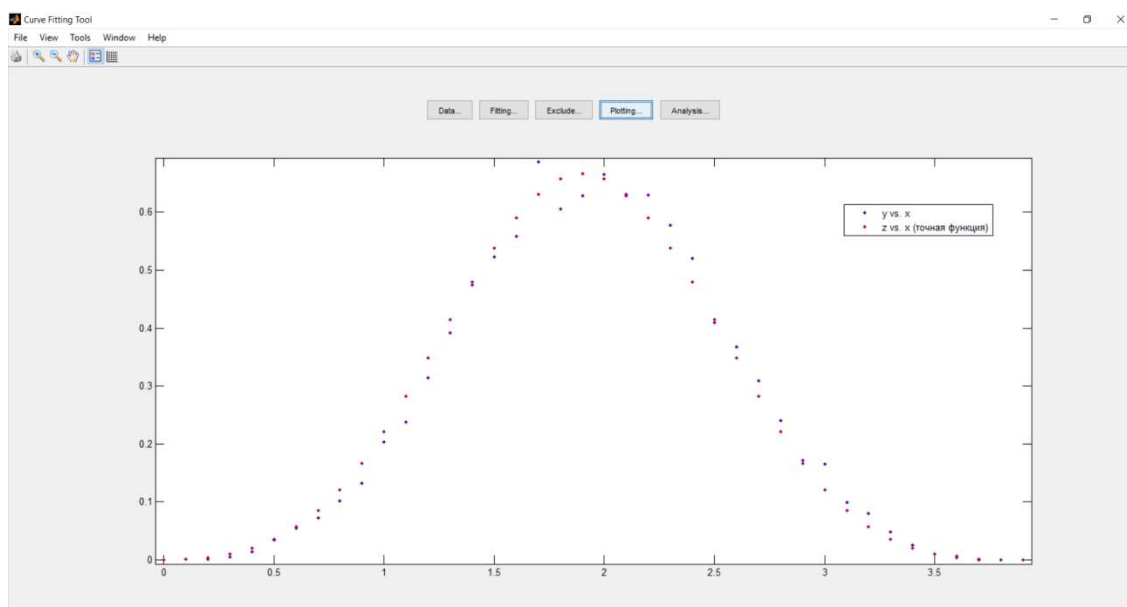 Curve Fitting Tool
File View Tools Window Help
Data... Fitting... Exclude... Plotting... Analysis...
y vs. x
z vs. x (точная функция)
0.6
0.5
0.4
0.3
0.2
0.1
0
0 0.5 1 1.5 2 2.5 3 3.5